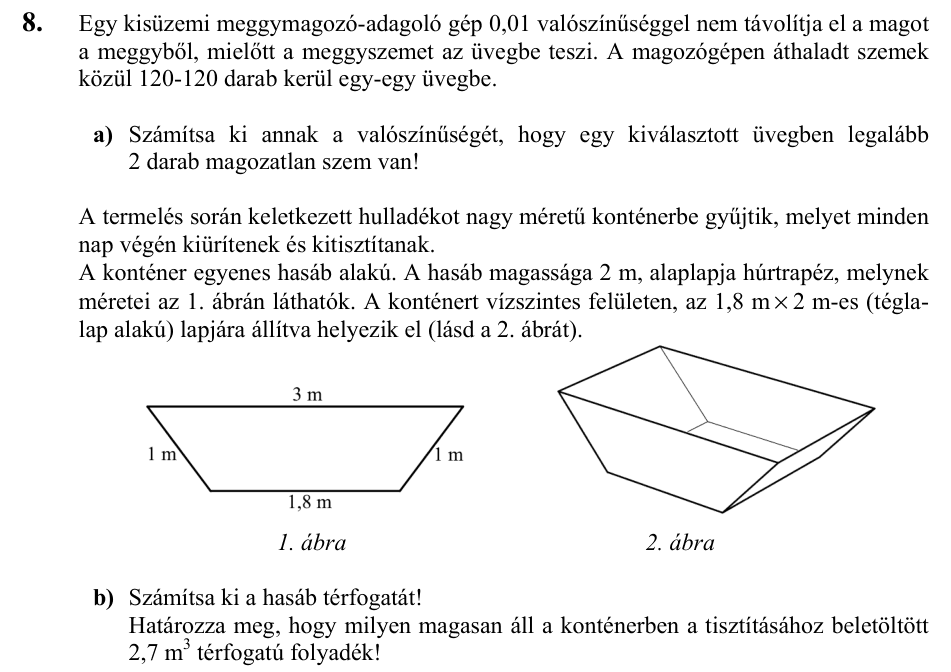 8. Egy kisüzemi meggymagozó-adagoló gép 0,01 valószínűséggel nem távolítja el a magot
a meggyből, mielőtt a meggyszemet az üvegbe teszi. A magozógépen áthaladt szemek
közül 120-120 darab kerül egy-egy üvegbe.
a) Számítsa ki annak a valószínűségét, hogy egy kiválasztott üvegben legalább
2 darab magozatlan szem van!
A termelés során keletkezett hulladékot nagy méretű konténerbe gyűjtik, melyet minden
nap végén kiürítenek és kitisztítanak.
A konténer egyenes hasáb alakú. A hasáb magassága 2 m, alaplapja húrtrapéz, melynek
méretei az 1. ábrán láthatók. A konténert vízszintes felületen, az 1,8 m × 2 m-es (tégla-
lap alakú) lapjára állítva helyezik el (lásd a 2. ábrát).
3 m
1 m
1 m
1,8 m
1. ábra
2. ábra
b) Számítsa ki a hasáb térfogatát!
Határozza meg, hogy milyen magasan áll a konténerben a tisztításához beletöltött
2,7 m³ térfogatú folyadék!